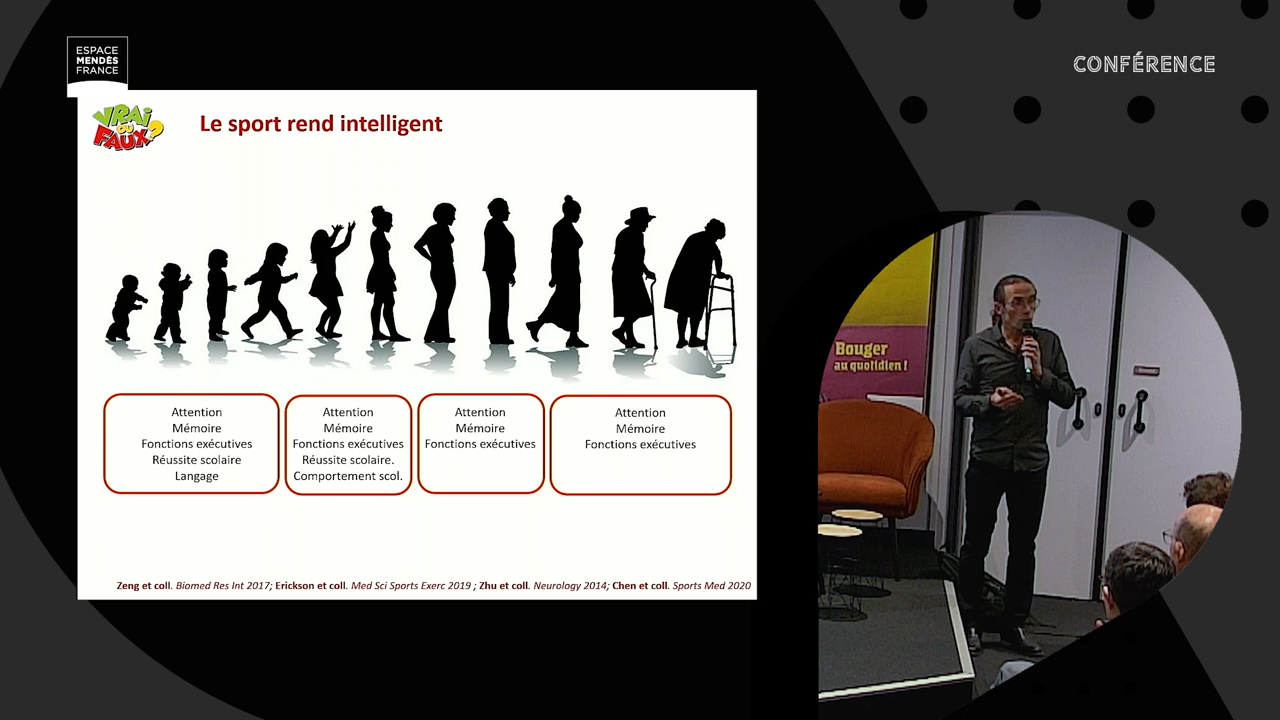 ESPACE
MENDÈS
FRANCE
CONFÉRENCE
VRAI
OU
FAUX?
Le sport rend intelligent
Attention
Mémoire
Fonctions exécutives
Réussite scolaire
Langage
Attention
Mémoire
Fonctions exécutives
Réussite scolaire.
Comportement scol.
Attention
Mémoire
Fonctions exécutives
Attention
Mémoire
Fonctions exécutives
Zeng et coll. Biomed Res Int 2017; Erickson et coll. Med Sci Sports Exerc 2019 ; Zhu et coll. Neurology 2014; Chen et coll. Sports Med 2020
Bouger
au quotidien !